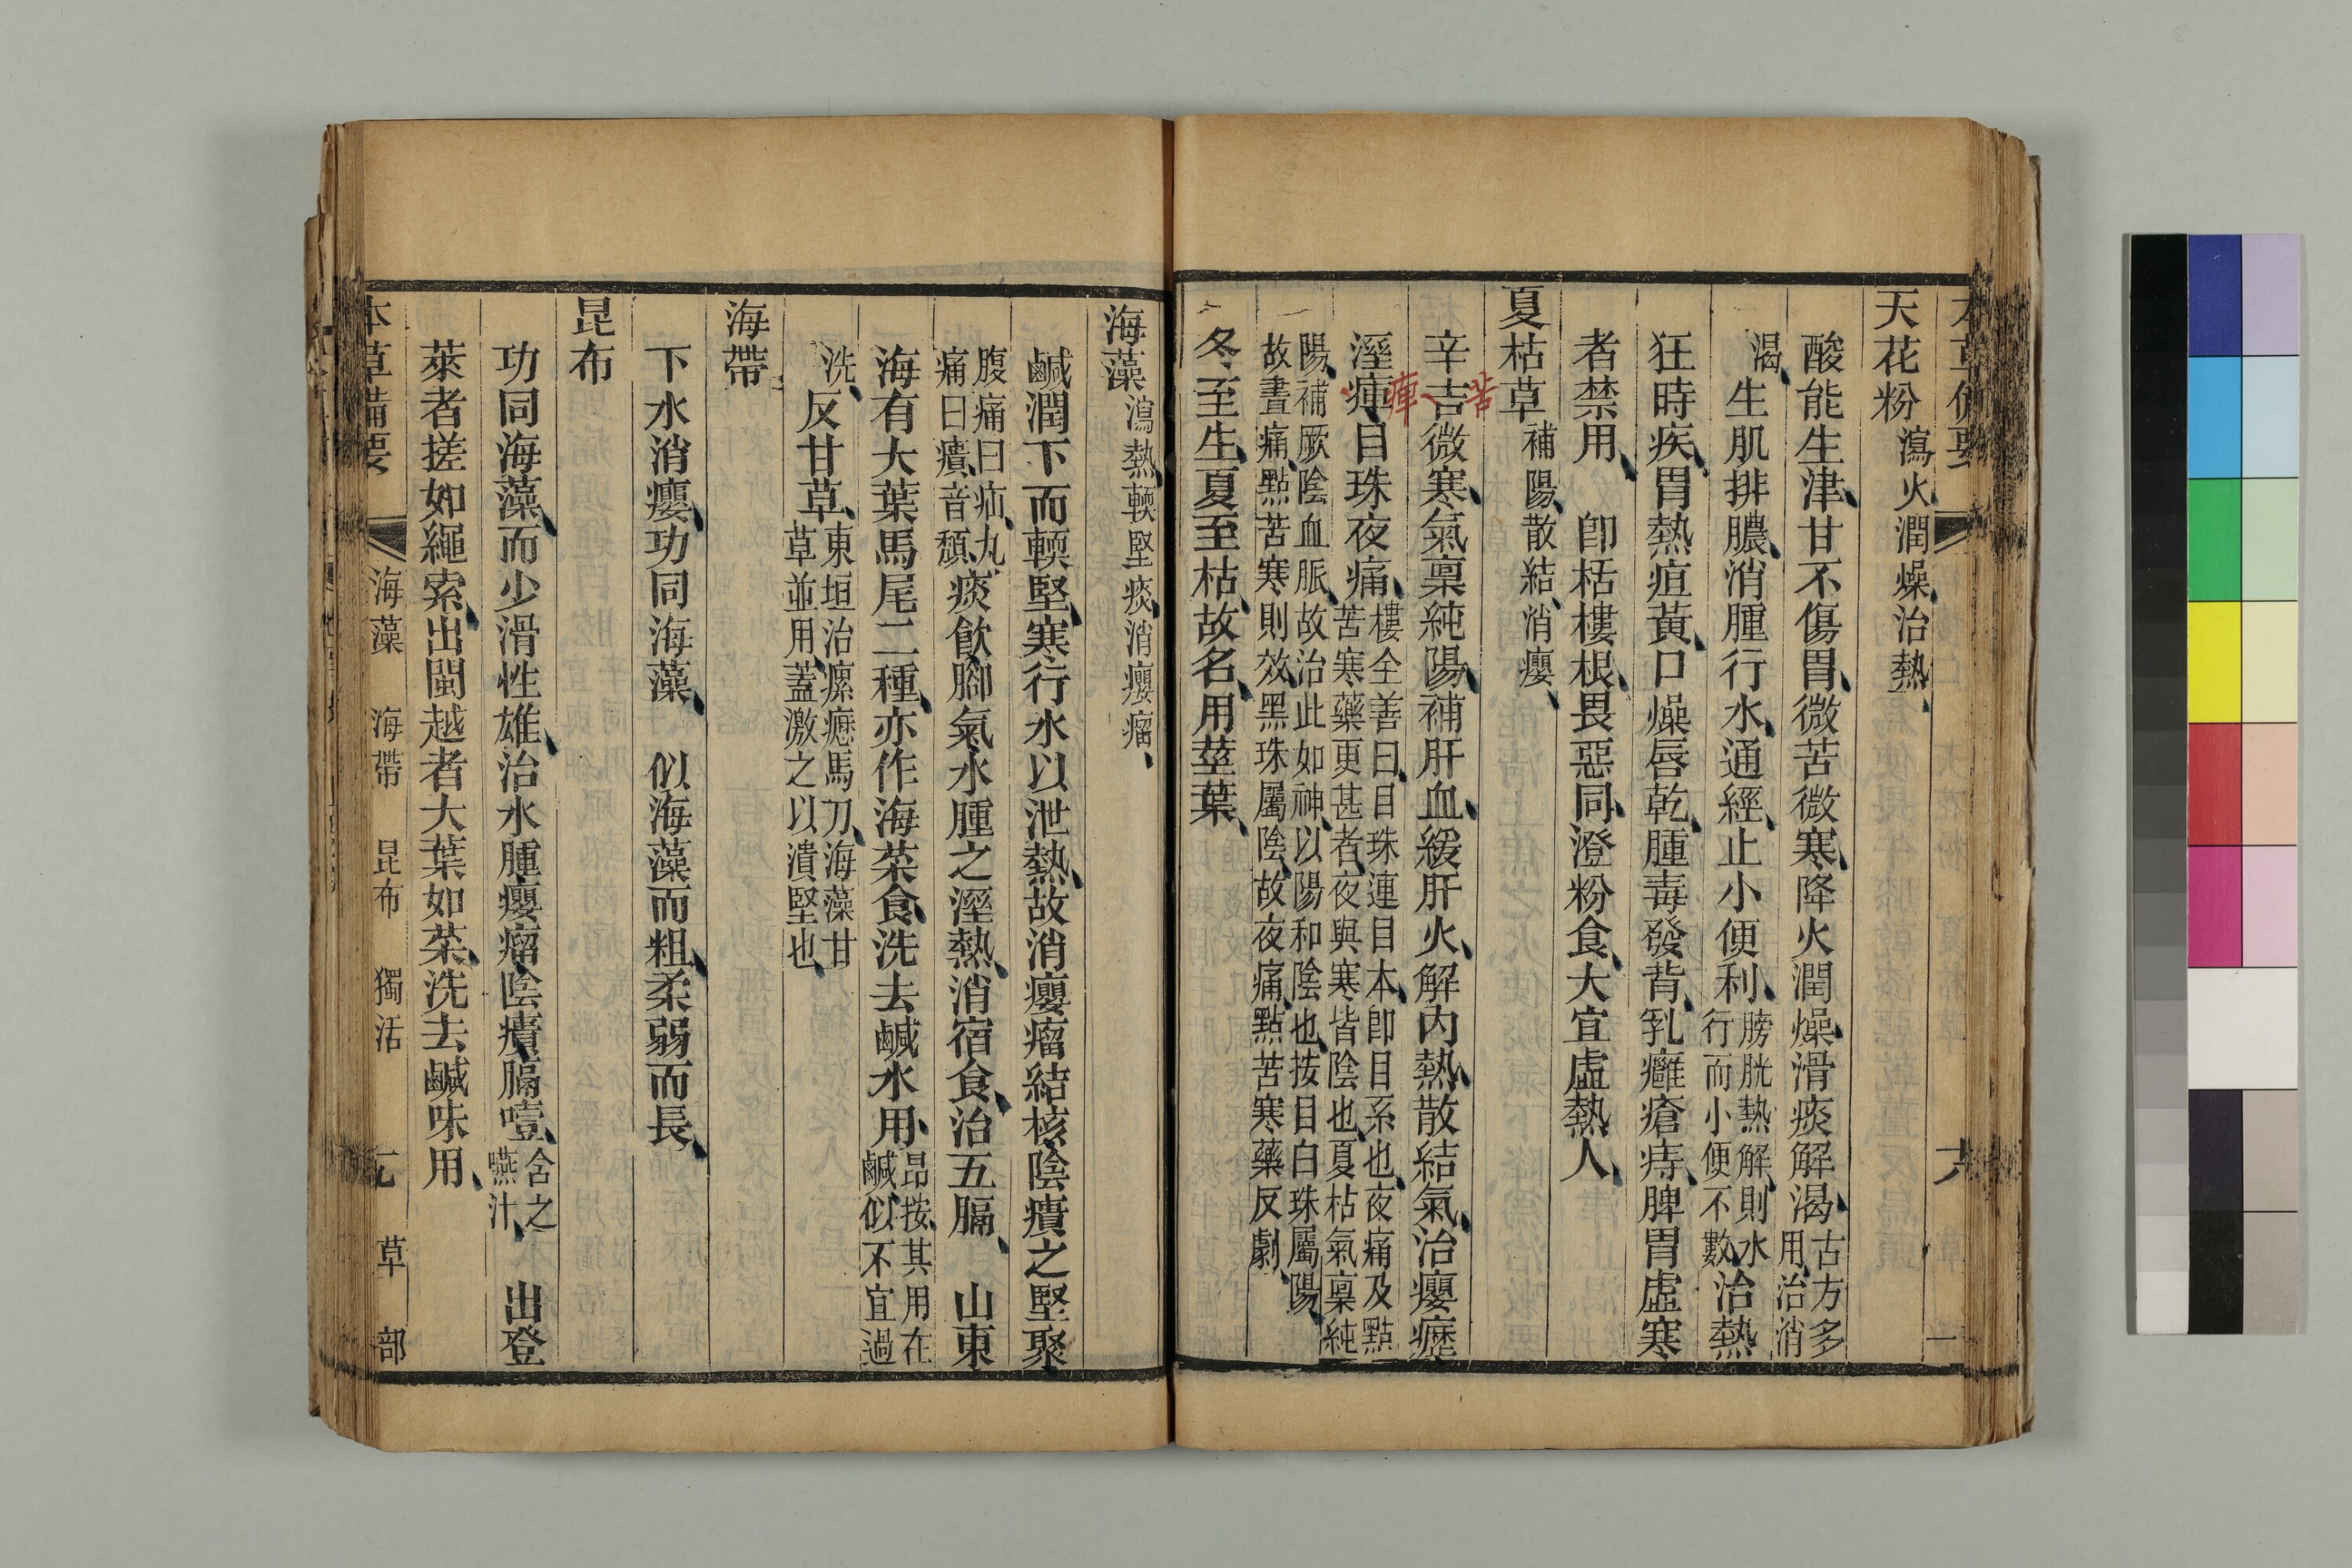 本草備要
天花粉瀉火潤燥、治熱、
酸能生津、甘不傷胃、微苦微寒、降火潤燥、滑痰解渴、古方多用、治消
渴、生肌排膿、消腫行水、通經、止小便利、膀胱熱解、則水行而小便不數、治熱
狂時疾、胃熱疸黃、口燥唇乾、腫毒發背、乳癰瘡痔、脾胃虛寒
者禁用、卽栝樓根、畏惡同、澄粉食、大宜虛熱人、
夏枯草補陽、散結、消癭、
辛吉微寒、氣禀純陽、補肝血、緩肝火、解内熱、散結氣、治癭癧、
苦
溼𤷒、目珠夜痛、樓全善曰、目珠連目本、卽目系也、夜痛及點苦寒藥更甚者、夜與寒皆陰也、夏枯氣禀純
陽、補厥陰血脈、故治此如神、以陽和陰也、按目白珠屬陽、故晝痛、點苦寒則效、黑珠屬陰、故夜痛、點苦寒藥反劇、
冬至生、夏至枯、故名、用莖葉、
海藻瀉熱、輭堅痰、消癭瘤、
鹹潤下而輭堅、寒行水以泄熱、故消癭瘤結核陰㿉之堅聚、
腹痛曰疝、丸痛曰㿉、音頹、痰飲腳氣水腫之溼熱、消宿食、治五膈、山東
海有大葉馬尾二種、亦作海菜食、洗去鹹水用、昂按、其用在鹹、似不宜過
洗、反甘草、東垣治瘰癧馬刀、海藻甘草並用、蓋激之以潰堅也、
海帶
下水消癭、功同海藻、似海藻而粗、柔弱而長、
昆布
功同海藻、而少滑性雄、治水腫癭瘤陰㿉膈噎、含之嚥汁、出登
萊者搓如繩索、出閩越者大葉如菜、洗去鹹味用、
本草備要 海藻 海帶 昆布 獨活 草部